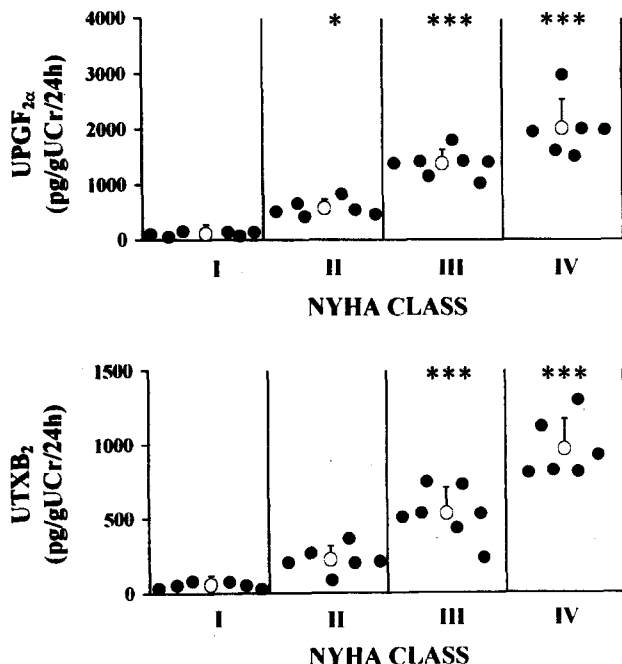 * *** ***
4000
3000
2000
1000
0
UPGF2α
(pg/gUCr/24h)
I II III IV
NYHA CLASS
*** ***
1500
1000
500
0
UTXB2
(pg/gUCr/24h)
I II III IV
NYHA CLASS